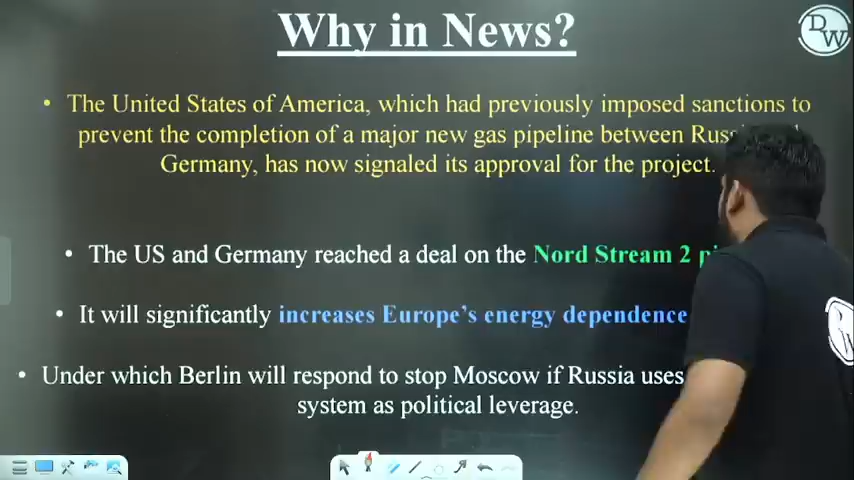 Why in News?
DW
• The United States of America, which had previously imposed sanctions to
prevent the completion of a major new gas pipeline between
Germany, has now signaled its approval for the project.
• The US and Germany reached a deal on the Nord Stream 2
• It will significantly increases Europe's energy dependence
• Under which Berlin will respond to stop Moscow if Russia uses
system as political leverage.